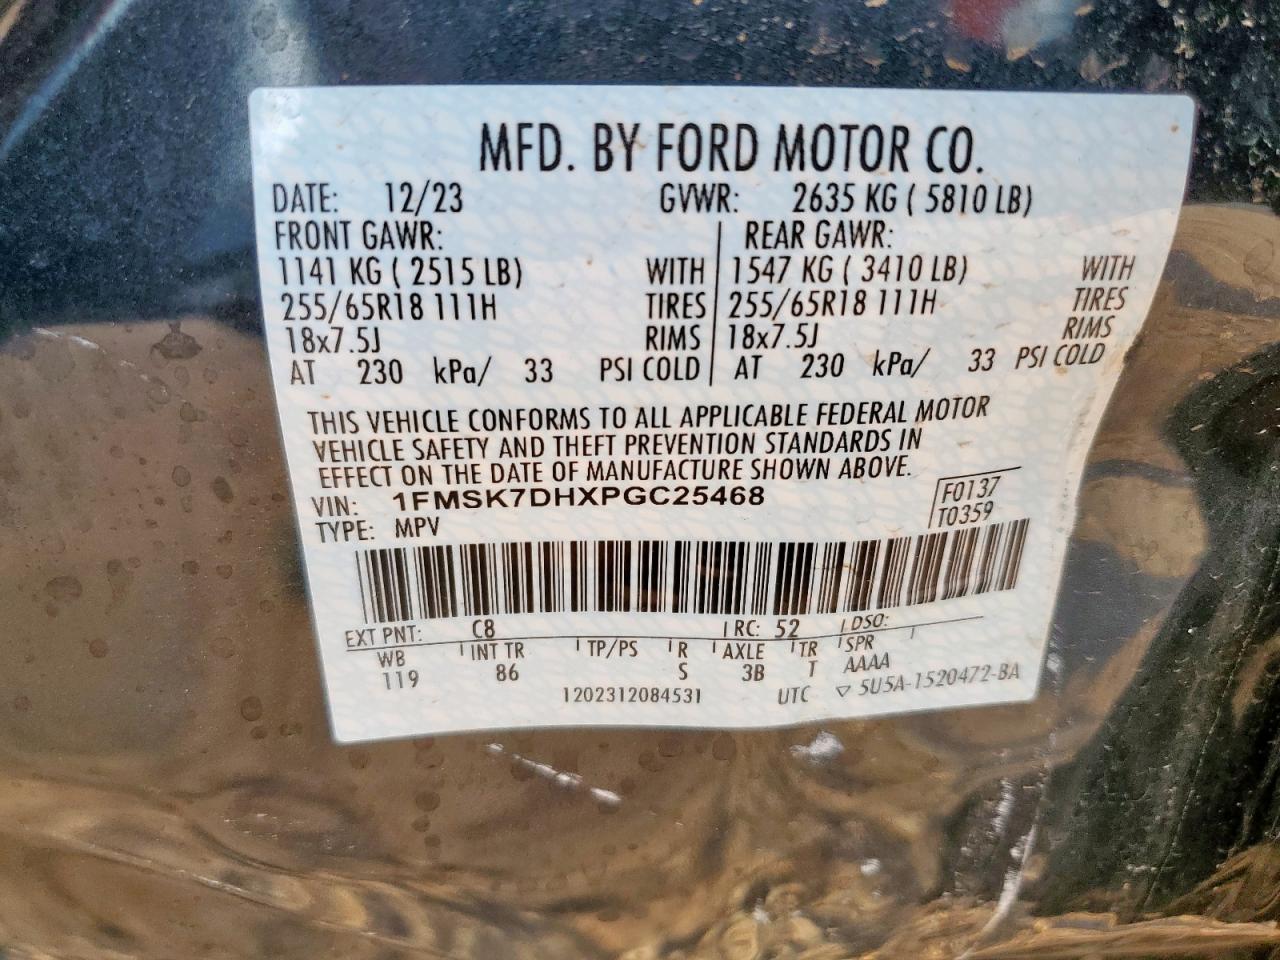 MFD. BY FORD MOTOR CO.
DATE: 12/23 GVWR: 2635 KG ( 5810 LB)
FRONT GAWR: REAR GAWR:
1141 KG ( 2515 LB) WITH 1547 KG ( 3410 LB) WITH
255/65R18 111H TIRES 255/65R18 111H TIRES
18x7.5J RIMS 18x7.5J RIMS
AT 230 kPa/ 33 PSI COLD AT 230 kPa/ 33 PSI COLD
THIS VEHICLE CONFORMS TO ALL APPLICABLE FEDERAL MOTOR
VEHICLE SAFETY AND THEFT PREVENTION STANDARDS IN
EFFECT ON THE DATE OF MANUFACTURE SHOWN ABOVE.
VIN: 1FMSK7DHXPGC25468 F0137
TYPE: MPV T0359
EXT PNT: C8 RC: 52 DSO:
WB INT TR TP/PS R AXLE TR SPR
119 86 S 3B T AAAA
1202312084531 UTC ▽ 5U5A-1520472-BA